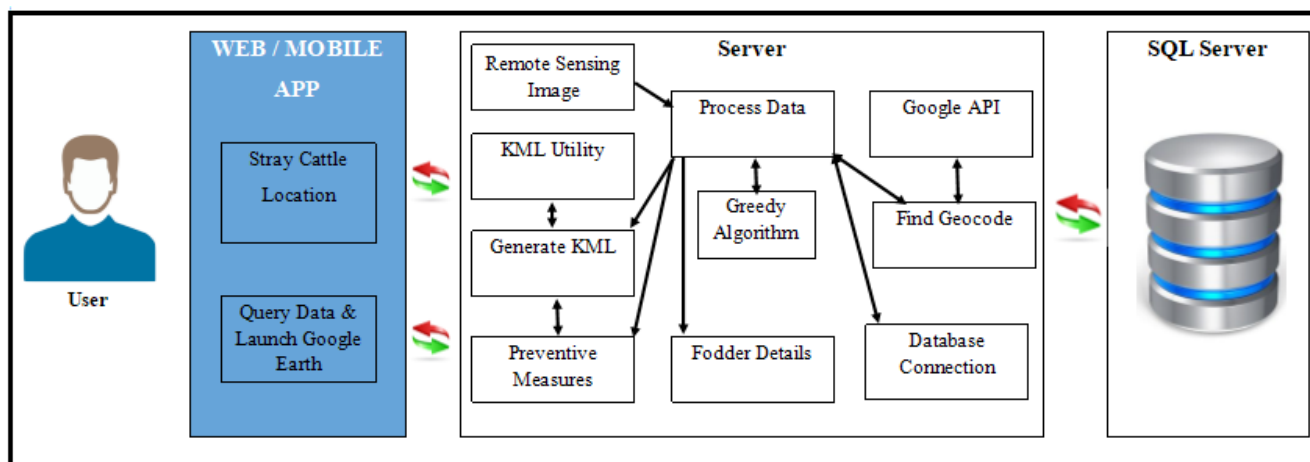 User
WEB / MOBILE
APP
Stray Cattle
Location
Query Data &
Launch Google
Earth
Server
Remote Sensing
Image
KML Utility
Generate KML
Preventive
Measures
Process Data
Greedy
Algorithm
Fodder Details
Google API
Find Geocode
Database
Connection
SQL Server